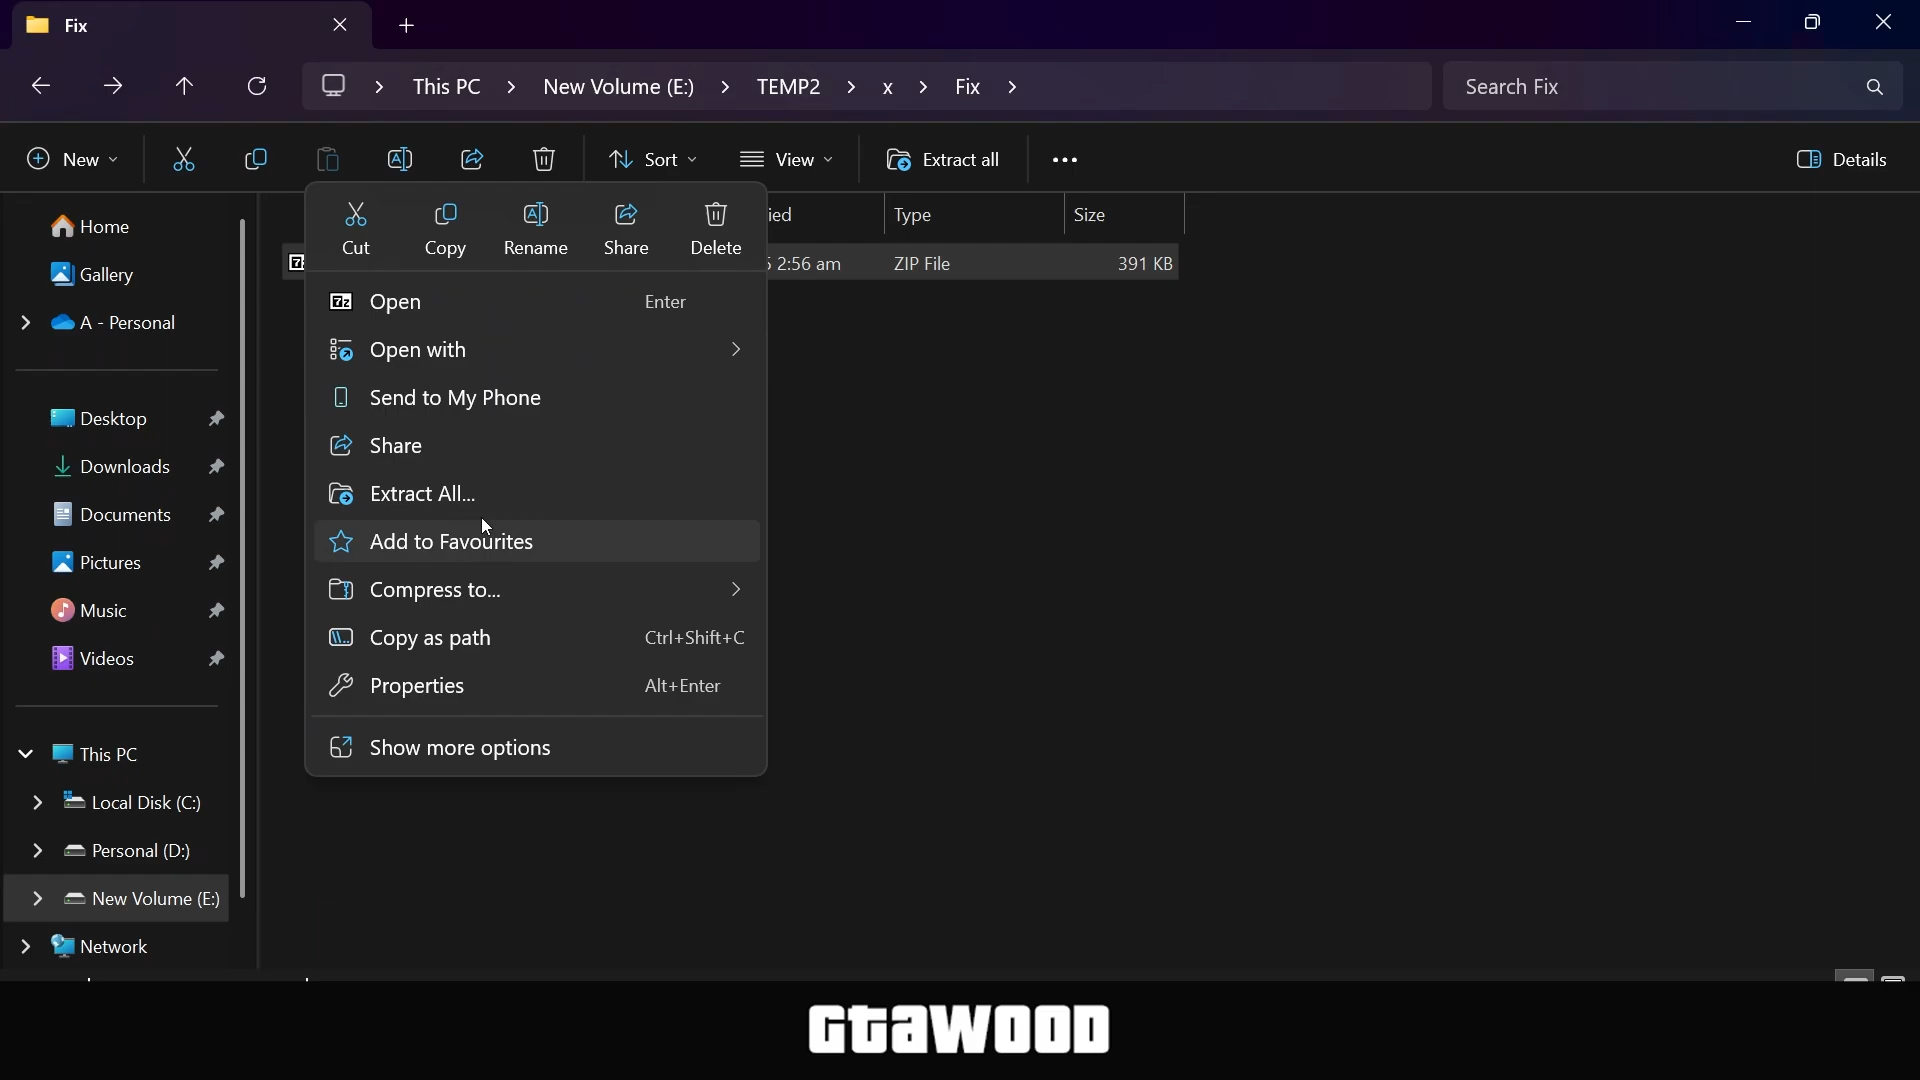 Fix
This PC
New Volume (E:)
TEMP2
x
Fix
Search Fix
New
Sort
View
Extract all
Details
Home
Gallery
A - Personal
Desktop
Downloads
Documents
Pictures
Music
Videos
This PC
Local Disk (C:)
Personal (D:)
New Volume (E:)
Network
Type
Size
2:56 am
ZIP File
391 KB
Cut
Copy
Rename
Share
Delete
Open Enter
Open with
Send to My Phone
Share
Extract All...
Add to Favourites
Compress to...
Copy as path Ctrl+Shift+C
Properties Alt+Enter
Show more options
GTAWOOD